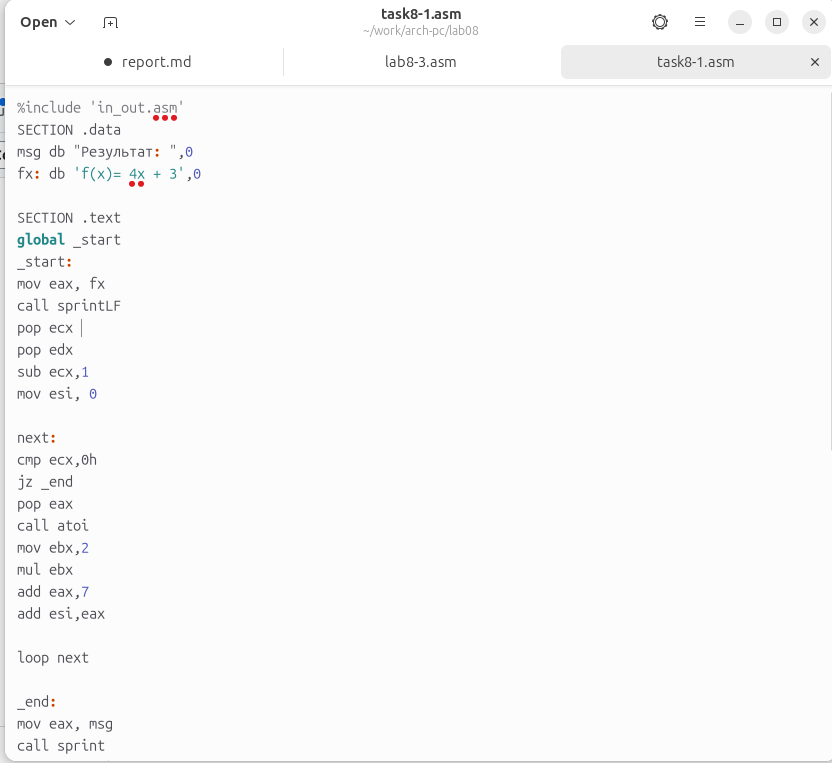 Open
task8-1.asm
~/work/arch-pc/lab08
report.md
lab8-3.asm
task8-1.asm
%include 'in_out.asm'
SECTION .data
msg db "Результат: ",0
fx: db 'f(x)= 4x + 3',0
SECTION .text
global _start
_start:
mov eax, fx
call sprintLF
pop ecx
pop edx
sub ecx,1
mov esi, 0
next:
cmp ecx,0h
jz _end
pop eax
call atoi
mov ebx,2
mul ebx
add eax,7
add esi,eax
loop next
_end:
mov eax, msg
call sprint